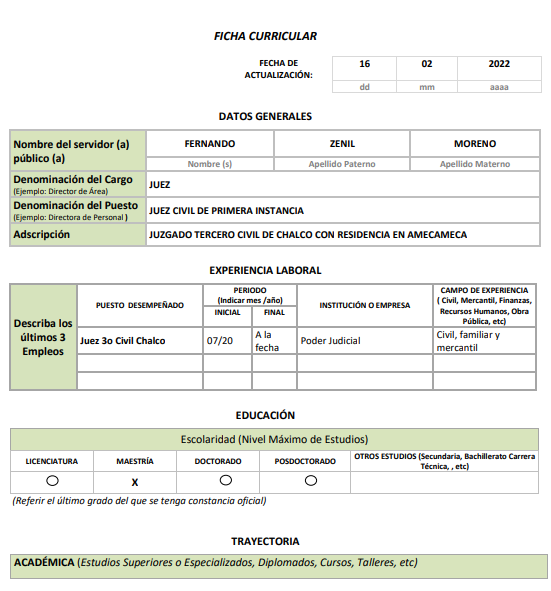 FICHA CURRICULAR
FECHA DE
ACTUALIZACIÓN:
16 02 2022
dd mm aaaa
DATOS GENERALES
Nombre del servidor (a)
público (a)
FERNANDO ZENIL MORENO
Nombre (s) Apellido Paterno Apellido Materno
Denominación del Cargo
(Ejemplo: Director de Área)
JUEZ
Denominación del Puesto
(Ejemplo: Directora de Personal )
JUEZ CIVIL DE PRIMERA INSTANCIA
Adscripción
JUZGADO TERCERO CIVIL DE CHALCO CON RESIDENCIA EN AMECAMECA
EXPERIENCIA LABORAL
Describa los
últimos 3
Empleos
PUESTO DESEMPEÑADO
PERIODO
(Indicar mes /año)
INICIAL FINAL
INSTITUCIÓN O EMPRESA
CAMPO DE EXPERIENCIA
( Civil, Mercantil, Finanzas,
Recursos Humanos, Obra
Pública, etc)
Juez 3o Civil Chalco
07/20
A la
fecha
Poder Judicial
Civil, familiar y
mercantil
EDUCACIÓN
Escolaridad (Nivel Máximo de Estudios)
LICENCIATURA MAESTRÍA DOCTORADO POSDOCTORADO
OTROS ESTUDIOS (Secundaria, Bachillerato Carrera
Técnica, , etc)
X
(Referir el último grado del que se tenga constancia oficial)
TRAYECTORIA
ACADÉMICA (Estudios Superiores o Especializados, Diplomados, Cursos, Talleres, etc)